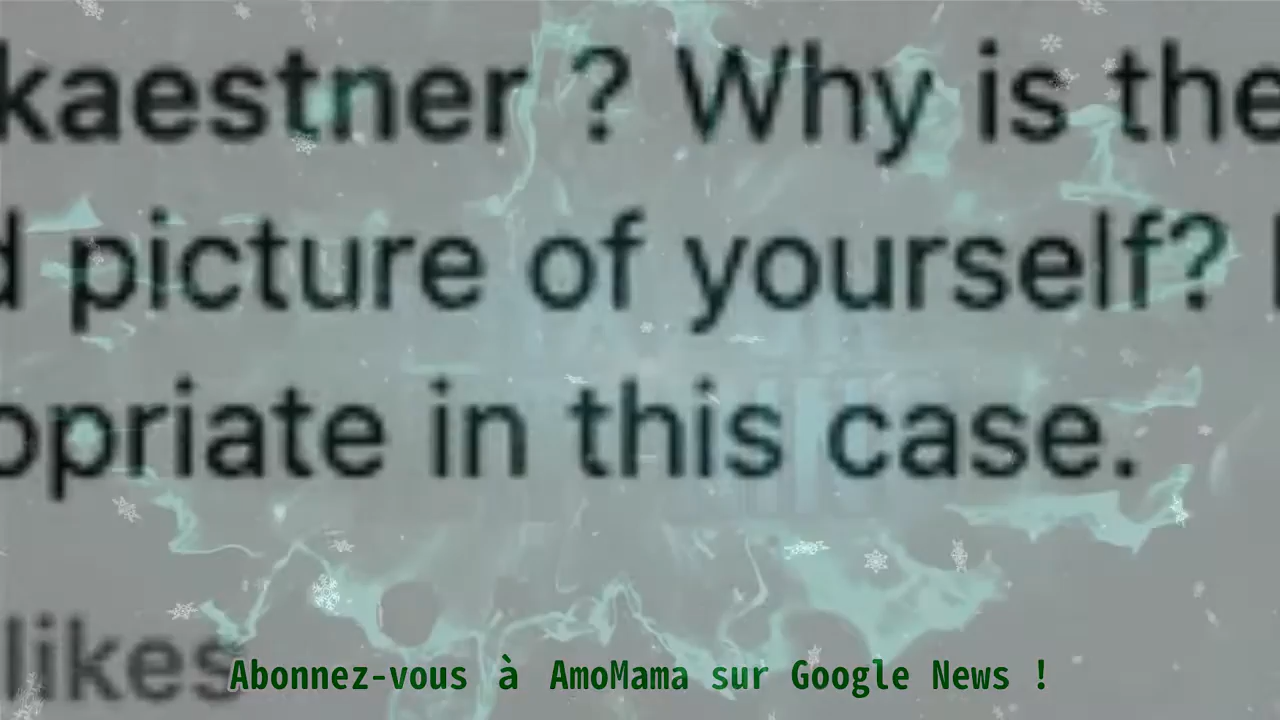 kaestner ? Why is the
picture of yourself?
opriate in this case.
likes
Abonnez-vous à AmoMama sur Google News !